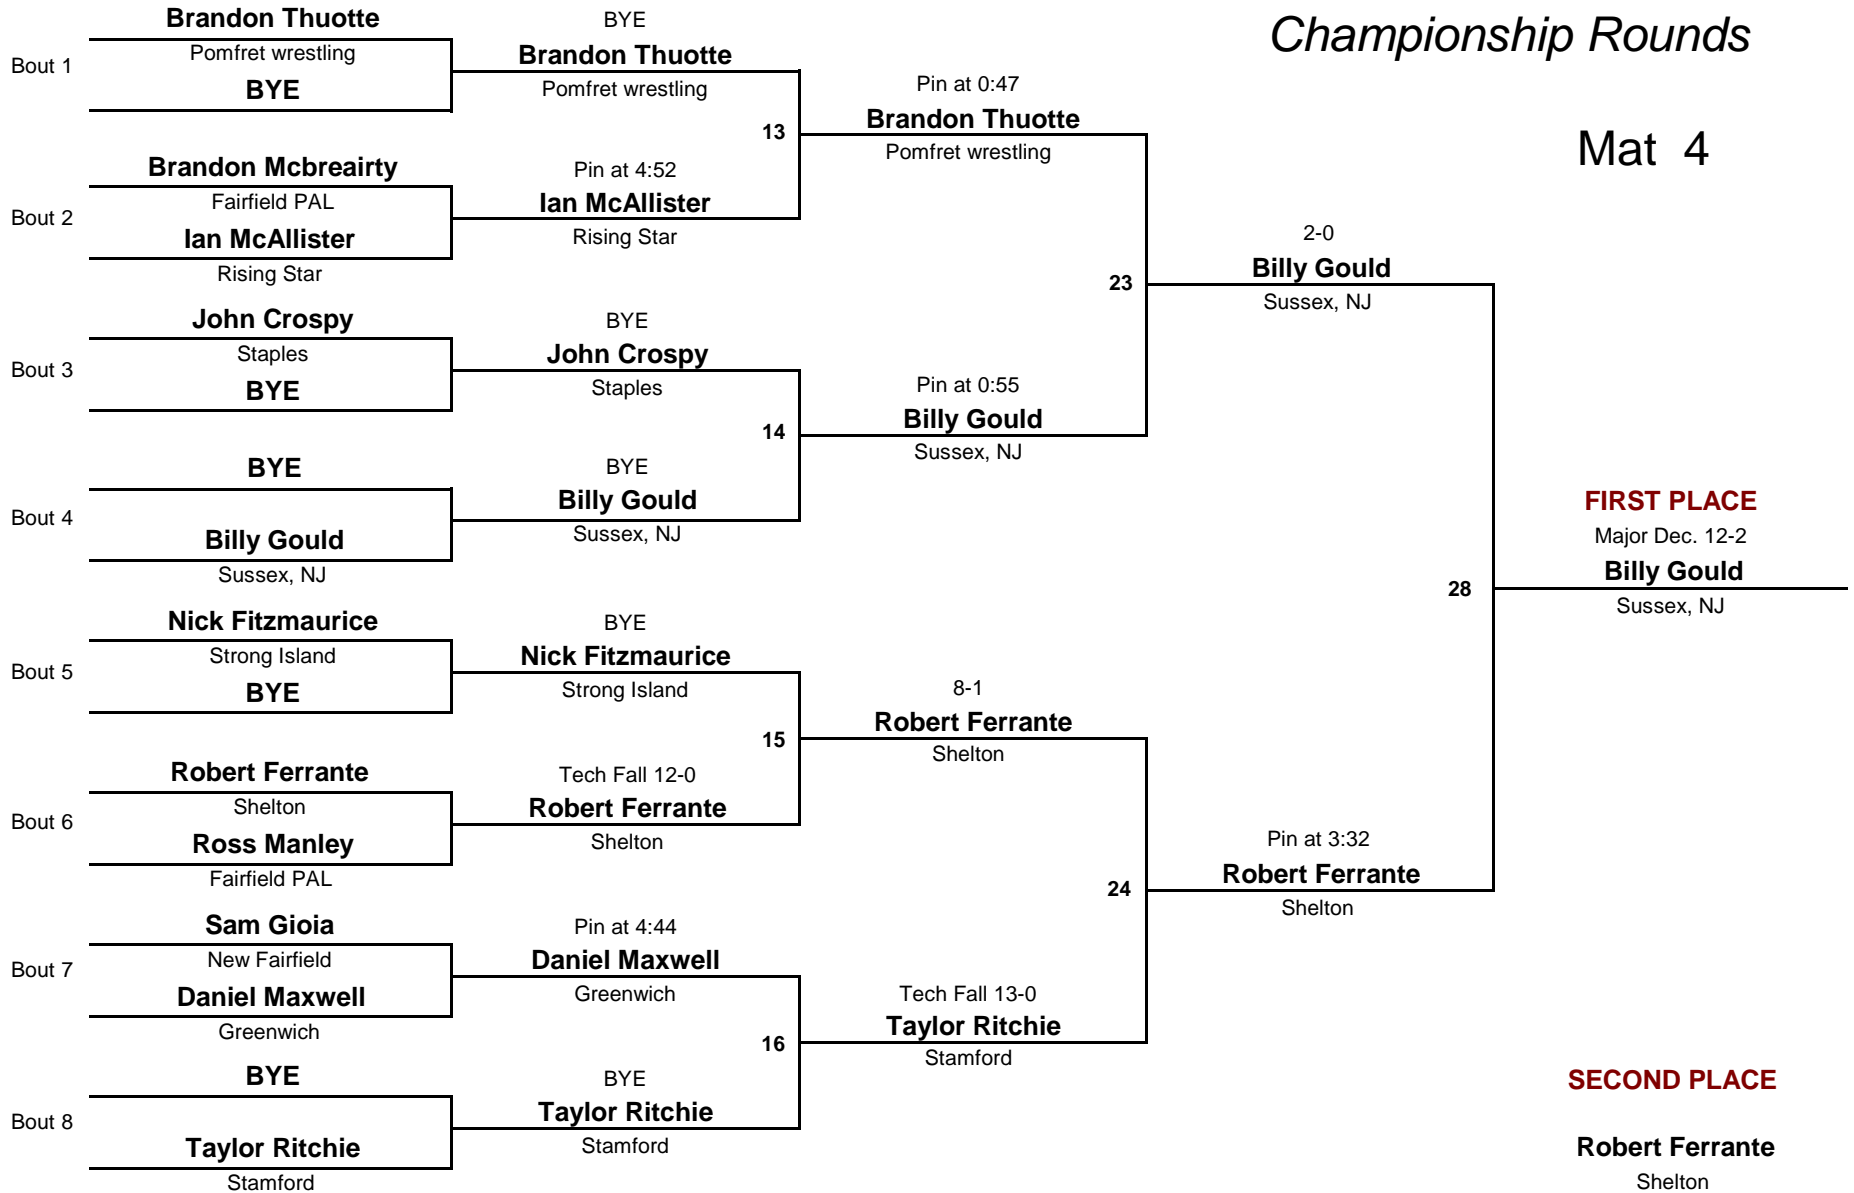 Championship Rounds
Mat 4
Bout 1
Brandon Thuotte
Pomfret wrestling
BYE
Bout 2
Brandon Mcbreairty
Fairfield PAL
Ian McAllister
Rising Star
Bout 3
John Crospy
Staples
BYE
Bout 4
BYE
Billy Gould
Sussex, NJ
Bout 5
Nick Fitzmaurice
Strong Island
BYE
Bout 6
Robert Ferrante
Shelton
Ross Manley
Fairfield PAL
Bout 7
Sam Gioia
New Fairfield
Daniel Maxwell
Greenwich
Bout 8
BYE
Taylor Ritchie
Stamford
BYE
Brandon Thuotte
Pomfret wrestling
13
Pin at 4:52
Ian McAllister
Rising Star
BYE
John Crospy
Staples
14
BYE
Billy Gould
Sussex, NJ
BYE
Nick Fitzmaurice
Strong Island
15
Tech Fall 12-0
Robert Ferrante
Shelton
Pin at 4:44
Daniel Maxwell
Greenwich
16
BYE
Taylor Ritchie
Stamford
Pin at 0:47
Brandon Thuotte
Pomfret wrestling
23
Pin at 0:55
Billy Gould
Sussex, NJ
8-1
Robert Ferrante
Shelton
24
Tech Fall 13-0
Taylor Ritchie
Stamford
2-0
Billy Gould
Sussex, NJ
28
Pin at 3:32
Robert Ferrante
Shelton
FIRST PLACE
Major Dec. 12-2
Billy Gould
Sussex, NJ
SECOND PLACE
Robert Ferrante
Shelton